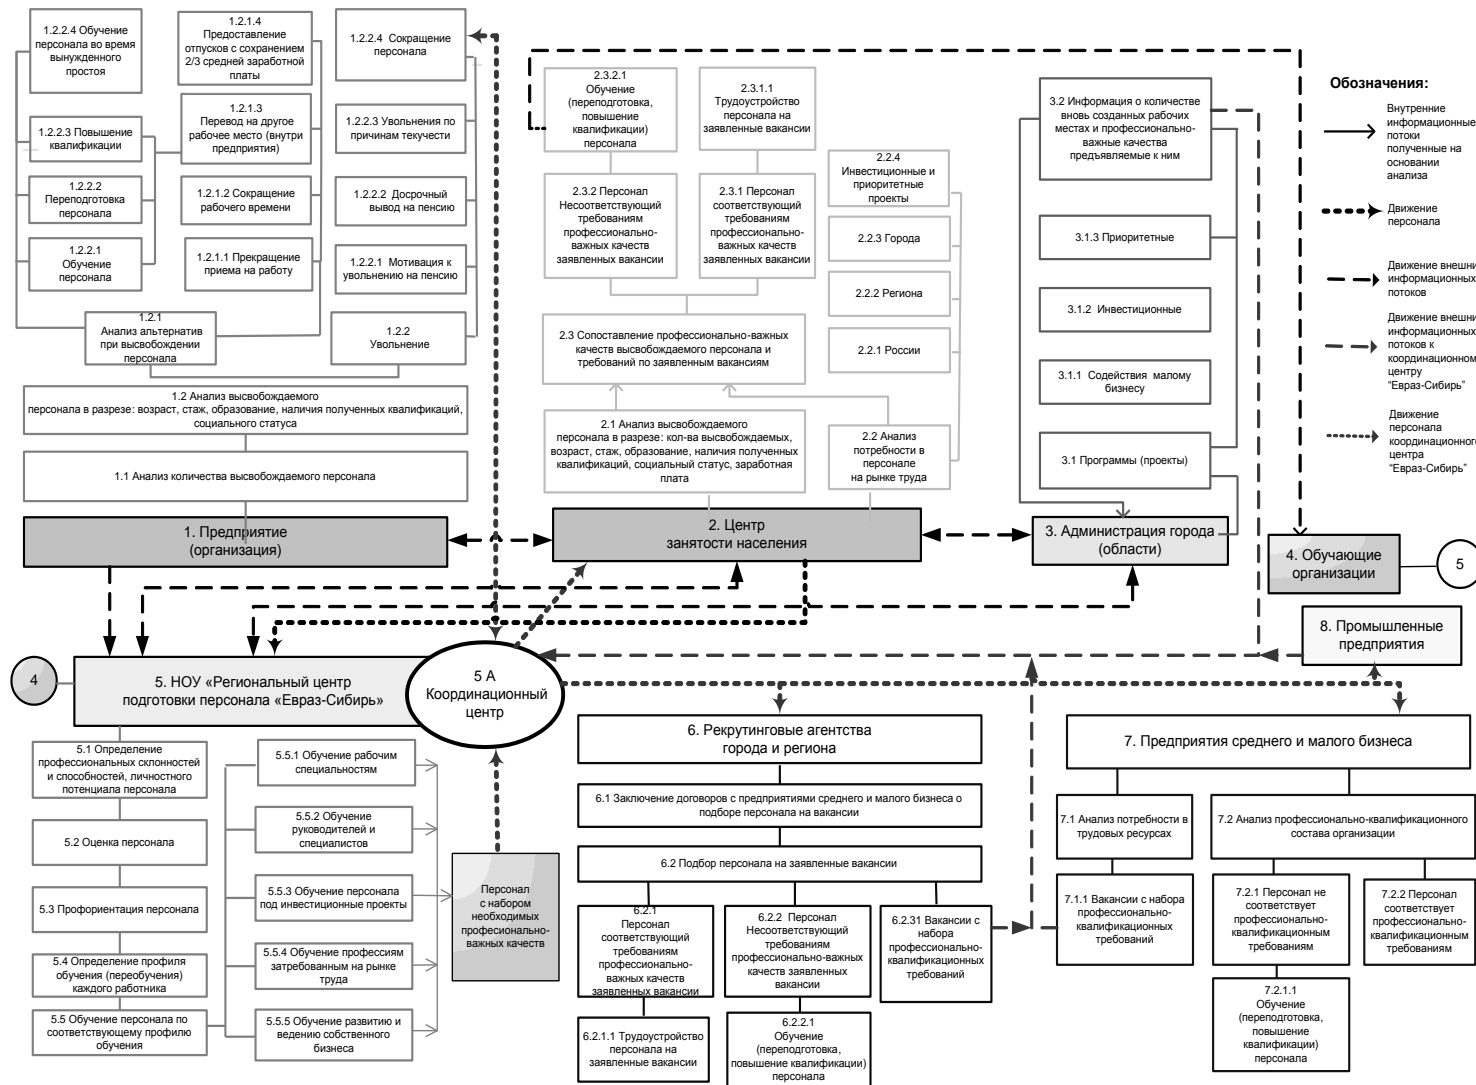 1.2.2.4 Обучение
персонала во время
вынужденного
простоя
1.2.1.4
Предоставление
отпусков с сохранением
2/3 средней заработной
платы
1.2.2.4 Сокращение
персонала
1.2.2.3 Повышение
квалификации
1.2.1.3
Перевод на другое
рабочее место (внутри
предприятия)
1.2.2.3 Увольнения по
причинам текучести
1.2.2.2
Переподготовка
персонала
1.2.1.2 Сокращение
рабочего времени
1.2.2.2 Досрочный
вывод на пенсию
1.2.2.1
Обучение
персонала
1.2.1.1 Прекращение
приема на работу
1.2.2.1 Мотивация к
увольнению на пенсию
1.2.1
Анализ альтернатив
при высвобождении
персонала
1.2.2
Увольнение
1.2 Анализ высвобождаемого
персонала в разрезе: возраст, стаж, образование, наличия полученных квалификаций,
социального статуса
1.1 Анализ количества высвобождаемого персонала
1. Предприятие
(организация)
2.3.2.1
Обучение
(переподготовка,
повышение
квалификации)
персонала
2.3.1.1
Трудоустройство
персонала на
заявленные вакансии
2.3.2 Персонал
Несоответствующий
требованиям
профессионально-
важных качеств
заявленных вакансии
2.3.1 Персонал
соответствующий
требованиям
профессионально-
важных качеств
заявленных вакансии
2.2.4
Инвестиционные и
приоритетные
проекты
2.2.3 Города
2.2.2 Региона
2.2.1 России
2.3 Сопоставление профессионально-важных
качеств высвобождаемого персонала и
требований по заявленным вакансиям
2.1 Анализ высвобождаемого
персонала в разрезе: кол-ва высвобождаемых,
возраст, стаж, образование, наличия полученных
квалификаций, социальный статус, заработная
плата
2.2 Анализ
потребности в
персонале
на рынке труда
2. Центр
занятости населения
3.2 Информация о количестве
вновь созданных рабочих
местах и профессионально-
важные качества
предъявляемые к ним
3.1.3 Приоритетные
3.1.2 Инвестиционные
3.1.1 Содействия малому
бизнесу
3.1 Программы (проекты)
3. Администрация города
(области)
4. Обучающие
организации
5
Обозначения:
Внутренние
информационные
потоки
полученные на
основании
анализа
Движение
персонала
Движение внешни
информационных
потоков
Движение внешни
информационных
потоков к
координационном
центру
“Евраз-Сибирь”
Движение
персонала
координационного
центра
“Евраз-Сибирь”
8. Промышленные
предприятия
4
5. НОУ «Региональный центр
подготовки персонала «Евраз-Сибирь»
5 А
Координационный
центр
5.1 Определение
профессиональных склонностей
и способностей, личностного
потенциала персонала
5.2 Оценка персонала
5.3 Профориентация персонала
5.4 Определение профиля
обучения (переобучения)
каждого работника
5.5 Обучение персонала по
соответствующему профилю
обучения
5.5.1 Обучение рабочим
специальностям
5.5.2 Обучение
руководителей и
специалистов
5.5.3 Обучение персонала
под инвестиционные проекты
5.5.4 Обучение профессиям
затребованным на рынке
труда
5.5.5 Обучение развитию и
ведению собственного
бизнеса
Персонал
с набором
необходимых
професионально-
важных качеств
6. Рекрутинговые агентства
города и региона
6.1 Заключение договоров с предприятиями среднего и малого бизнеса о
подборе персонала на вакансии
6.2 Подбор персонала на заявленные вакансии
6.2.1
Персонал
соответствующий
требованиям
профессионально-
важных качеств
заявленных вакансии
6.2.2 Персонал
Несоответствующий
требованиям
профессионально-важных
качеств заявленных
вакансии
6.2.31 Вакансии с
набора
профессионально-
квалификационных
требований
6.2.1.1 Трудоустройство
персонала на
заявленные вакансии
6.2.2.1
Обучение
(переподготовка,
повышение квалификации)
персонала
7. Предприятия среднего и малого бизнеса
7.1 Анализ потребности в
трудовых ресурсах
7.2 Анализ профессионально-квалификационного
состава организации
7.1.1 Вакансии с набора
профессионально-
квалификационных
требований
7.2.1 Персонал не
соответствует
профессионально-
квалификационным
требованиям
7.2.2 Персонал
соответствует
профессионально-
квалификационным
требованиям
7.2.1.1
Обучение
(переподготовка,
повышение
квалификации)
персонала